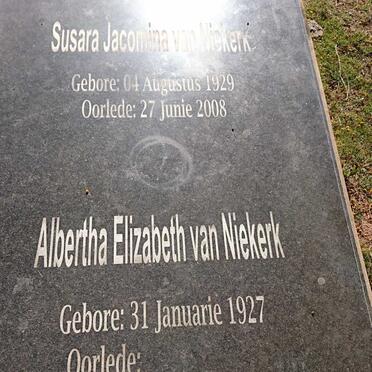 Susara Jacomina van Niekerk
Gebore: 04 Augustus 1929
Oorlede: 27 Junie 2008
Albertha Elizabeth van Niekerk
Gebore: 31 Januarie 1927
Oorlede: